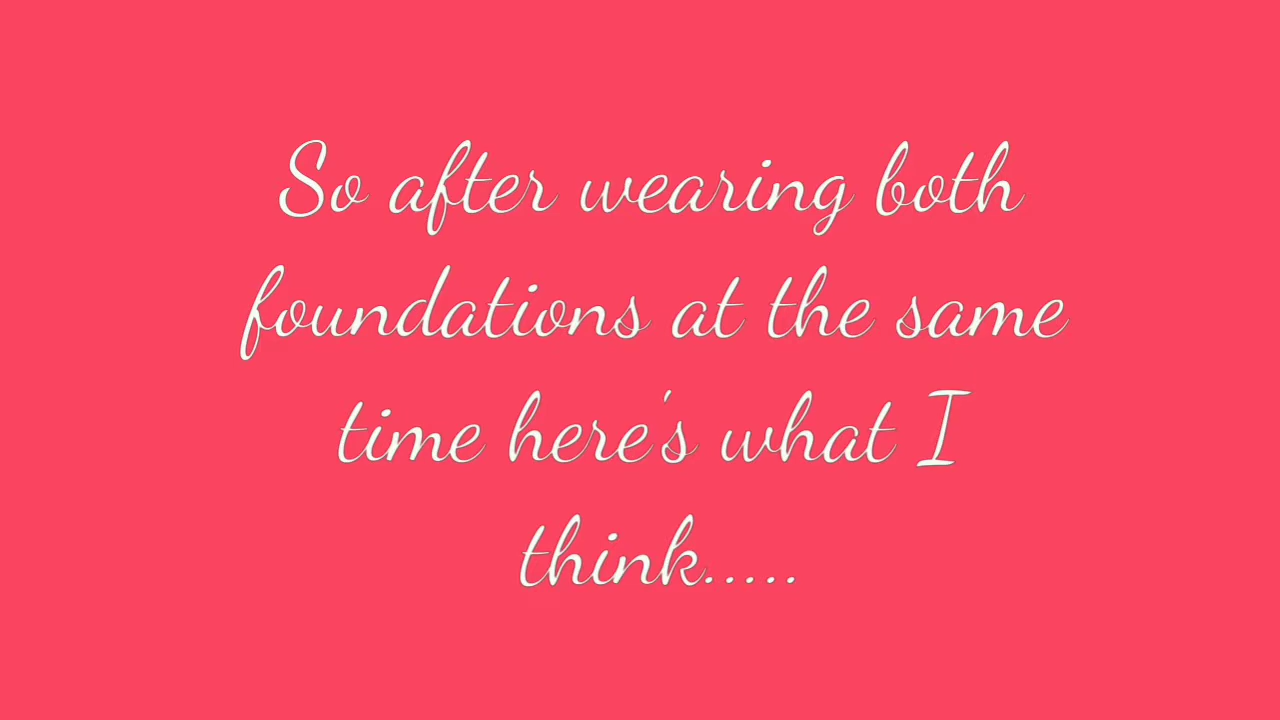 So after wearing both
foundations at the same
time here's what I
think.....